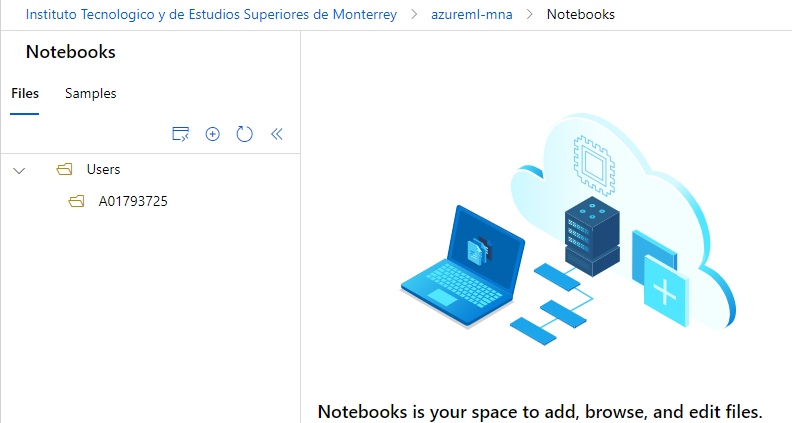 Instituto Tecnologico y de Estudios Superiores de Monterrey > azureml-mna > Notebooks
Notebooks
Files Samples
Users
A01793725
Notebooks is your space to add, browse, and edit files.